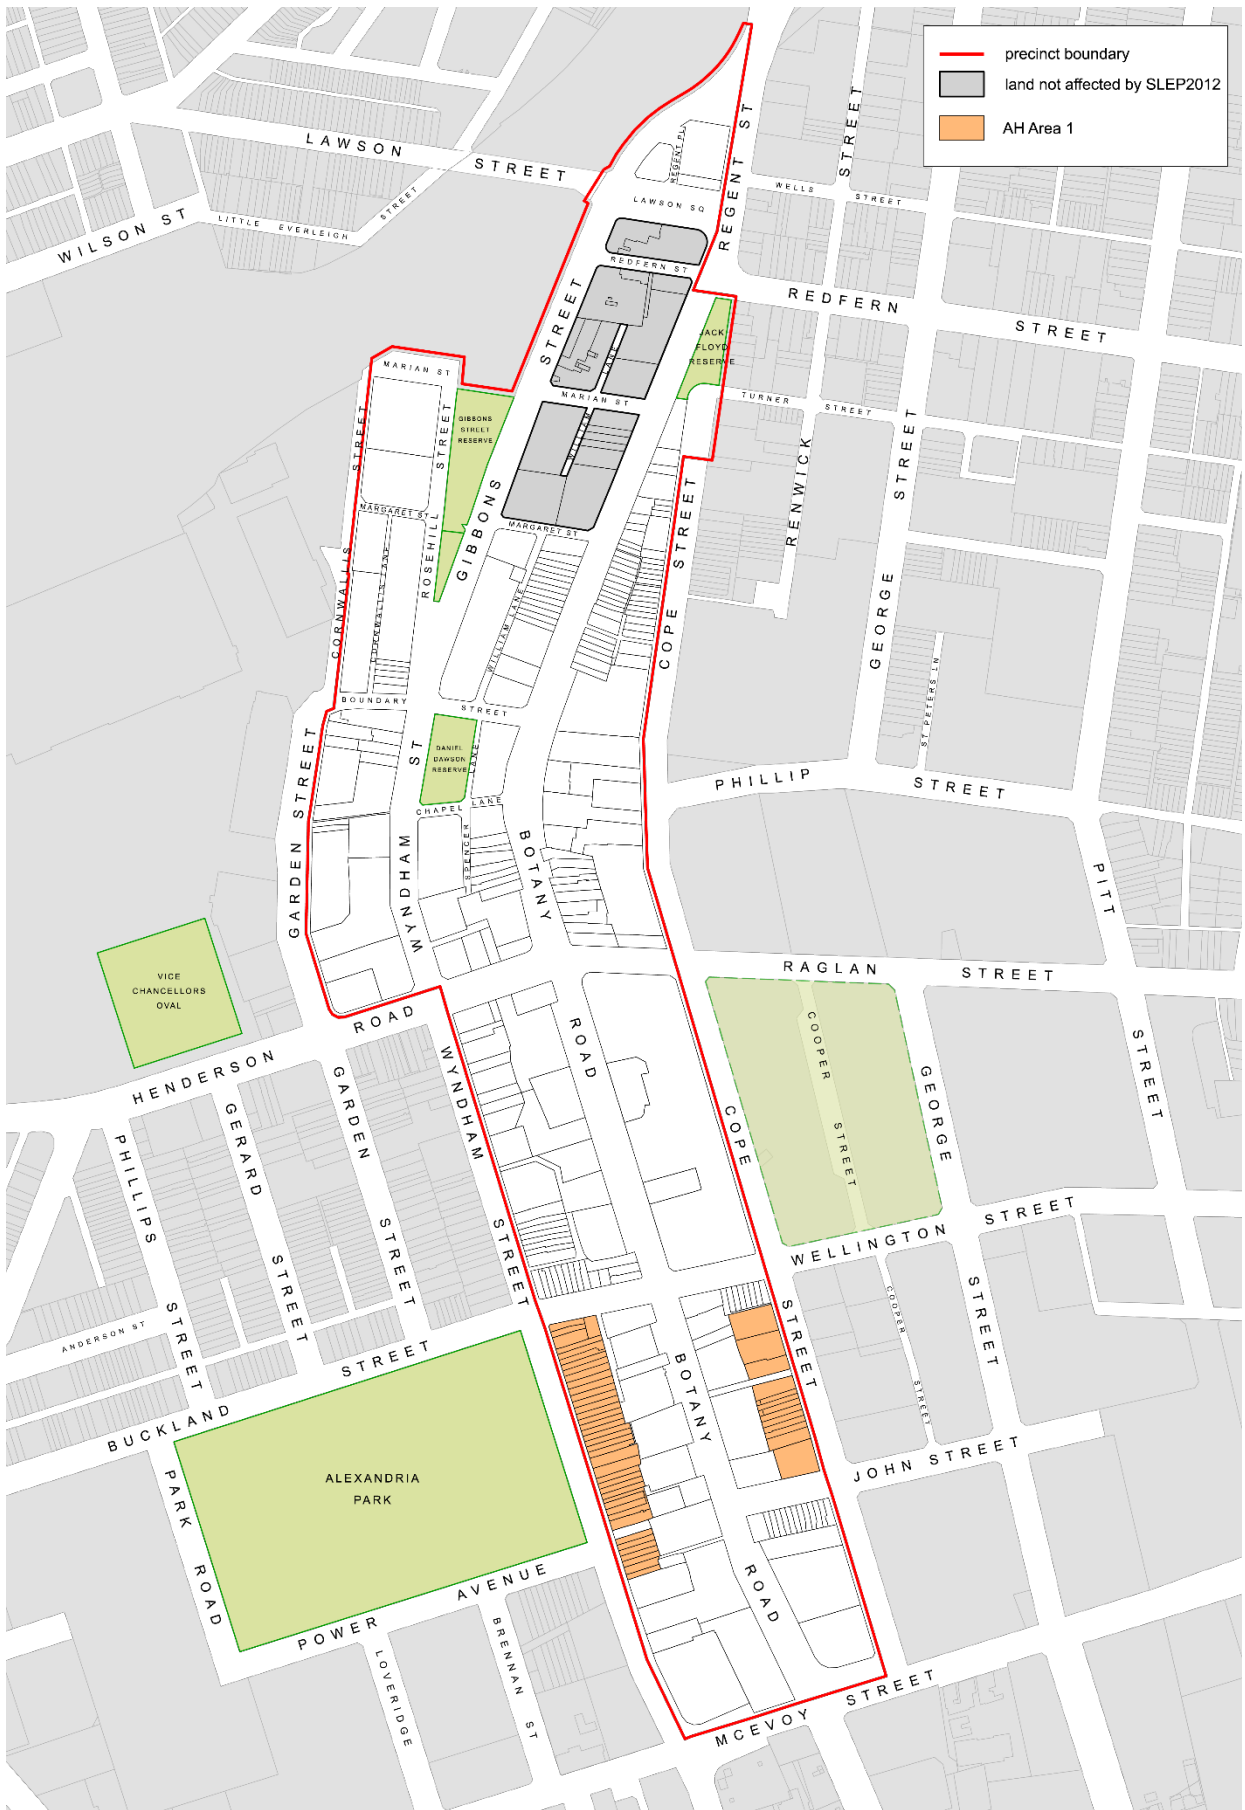 precinct boundary
land not affected by SLEP2012
AH Area 1
LAWSON STREET
WILSON ST
LITTLE EVERLEIGH STREET
REGENT PL
LAWSON SQ
REGENT ST
STREET
WELLS STREET
REDFERN ST
REDFERN STREET
GIBBONS STREET
LANE
JACK
FLOYD
RESERVE
MARIAN ST
MARIAN ST
TURNER STREET
GIBBONS
STREET
RESERVE
WILLIAM
CORNWALLIS STREET
ROSEHILL STREET
MARGARET ST
MARGARET ST
CORNWALLIS LANE
WILLIAM LANE
COPE STREET
RENWICK
GEORGE STREET
ST PETERS LN
BOUNDARY STREET
DANIEL
DAWSON
RESERVE
LANE
CHAPEL LANE
SPENCER
GARDEN STREET
WYNDHAM ST
BOTANY ROAD
PHILLIP STREET
PITT STREET
VICE
CHANCELLORS
OVAL
RAGLAN STREET
HENDERSON ROAD
COOPER STREET
GEORGE STREET
COPE STREET
WYNDHAM STREET
GARDEN STREET
GERARD STREET
PHILLIPS STREET
WELLINGTON STREET
COOPER STREET
ANDERSON ST
BUCKLAND STREET
BOTANY ROAD
JOHN STREET
ALEXANDRIA
PARK
PARK ROAD
POWER AVENUE
LOVERIDGE
BRENNAN ST
MCEVOY STREET